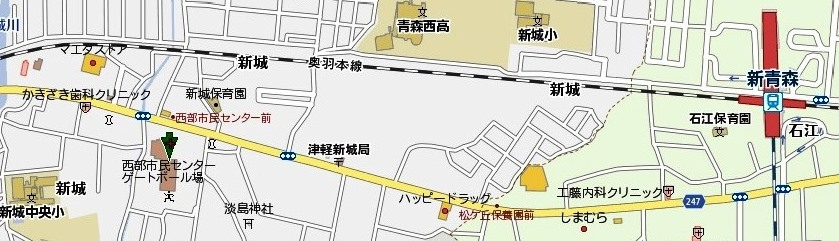 城川
青森西高
新城小
マエダストア
新城
奥羽本線
新青森
かきざき歯科クリニック
新城保育園
新城
西部市民センター前
石江保育園
石江
津軽新城局
西部市民センター
ゲートボール場
新城
工藤内科クリニック
247
新城中央小
淡島神社
ハッピードラッグ
松ケ丘保養園前
しまむら